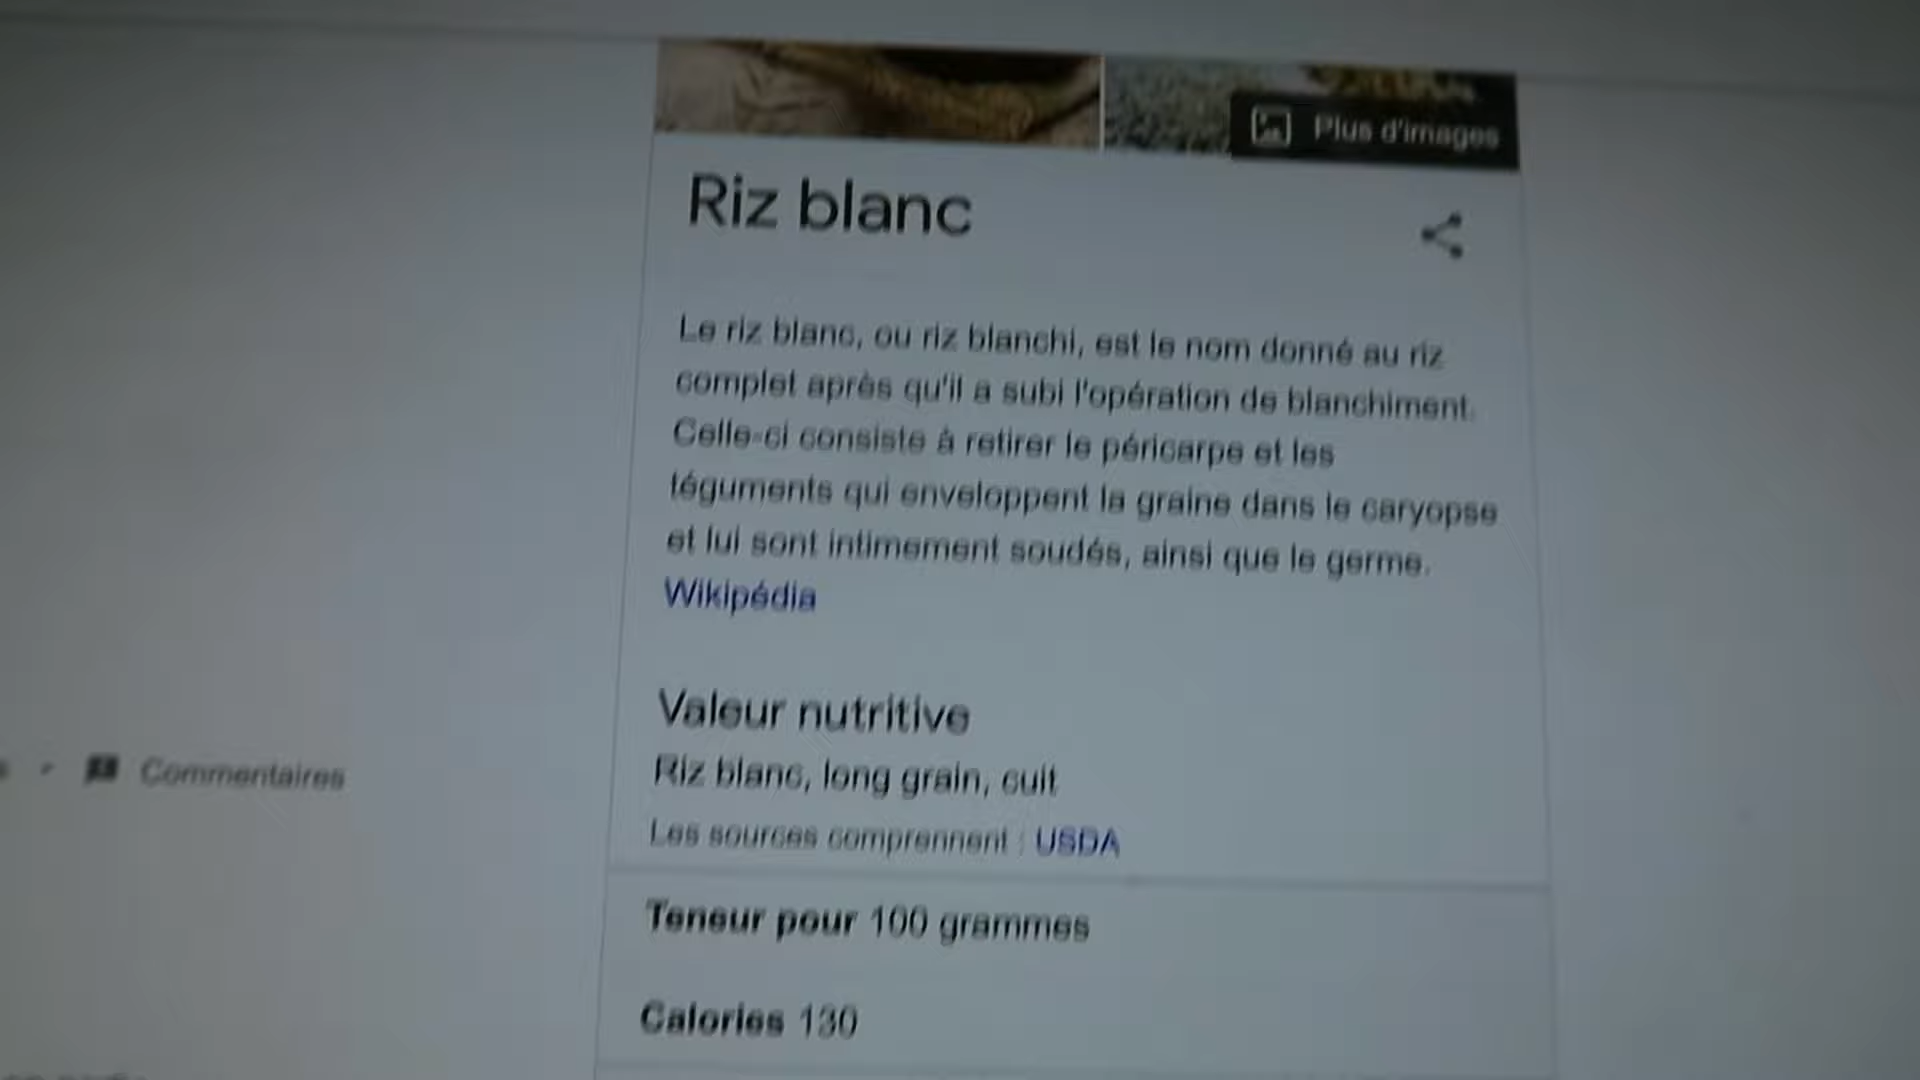 Plus d'images
Riz blanc
Le riz blanc, ou riz blanchi, est le nom donné au riz
complet après qu'il a subi l'opération de blanchiment.
Celle-ci consiste à retirer le péricarpe et les
téguments qui enveloppent la graine dans le caryopse
et lui sont intimement soudés, ainsi que le germe.
Wikipédia
Valeur nutritive
Commentaires
Riz blanc, long grain, cuit
Les sources comprennent : USDA
Teneur pour 100 grammes
Calories 130